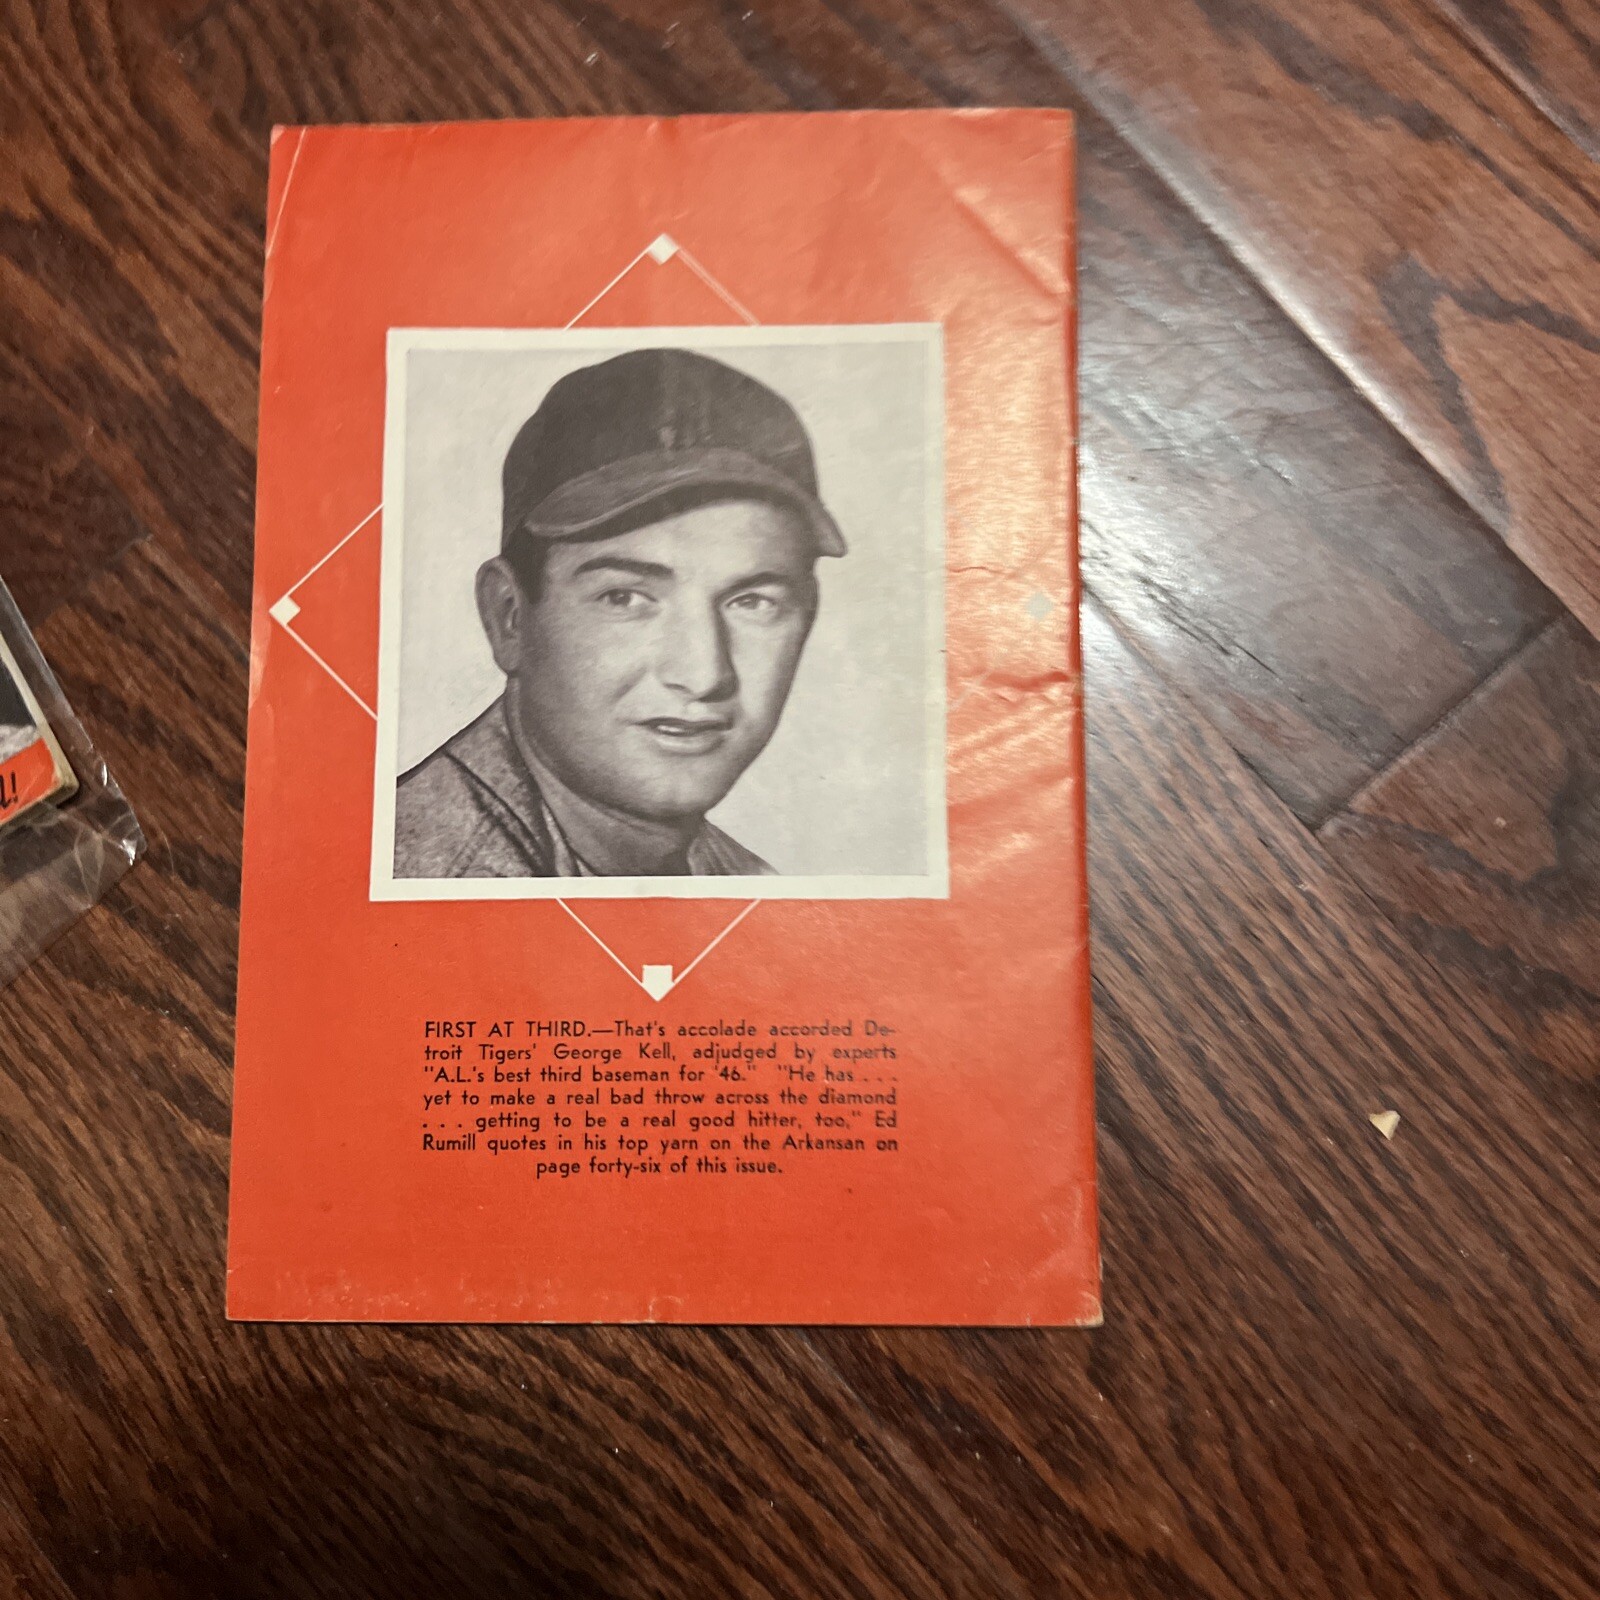 FIRST AT THIRD.—That's accolade accorded De-
troit Tigers' George Kell, adjudged by experts
"A.L.'s best third baseman for '46." "He has . . .
yet to make a real bad throw across the diamond
. . . getting to be a real good hitter, too," Ed
Rumill quotes in his top yarn on the Arkansan on
page forty-six of this issue.